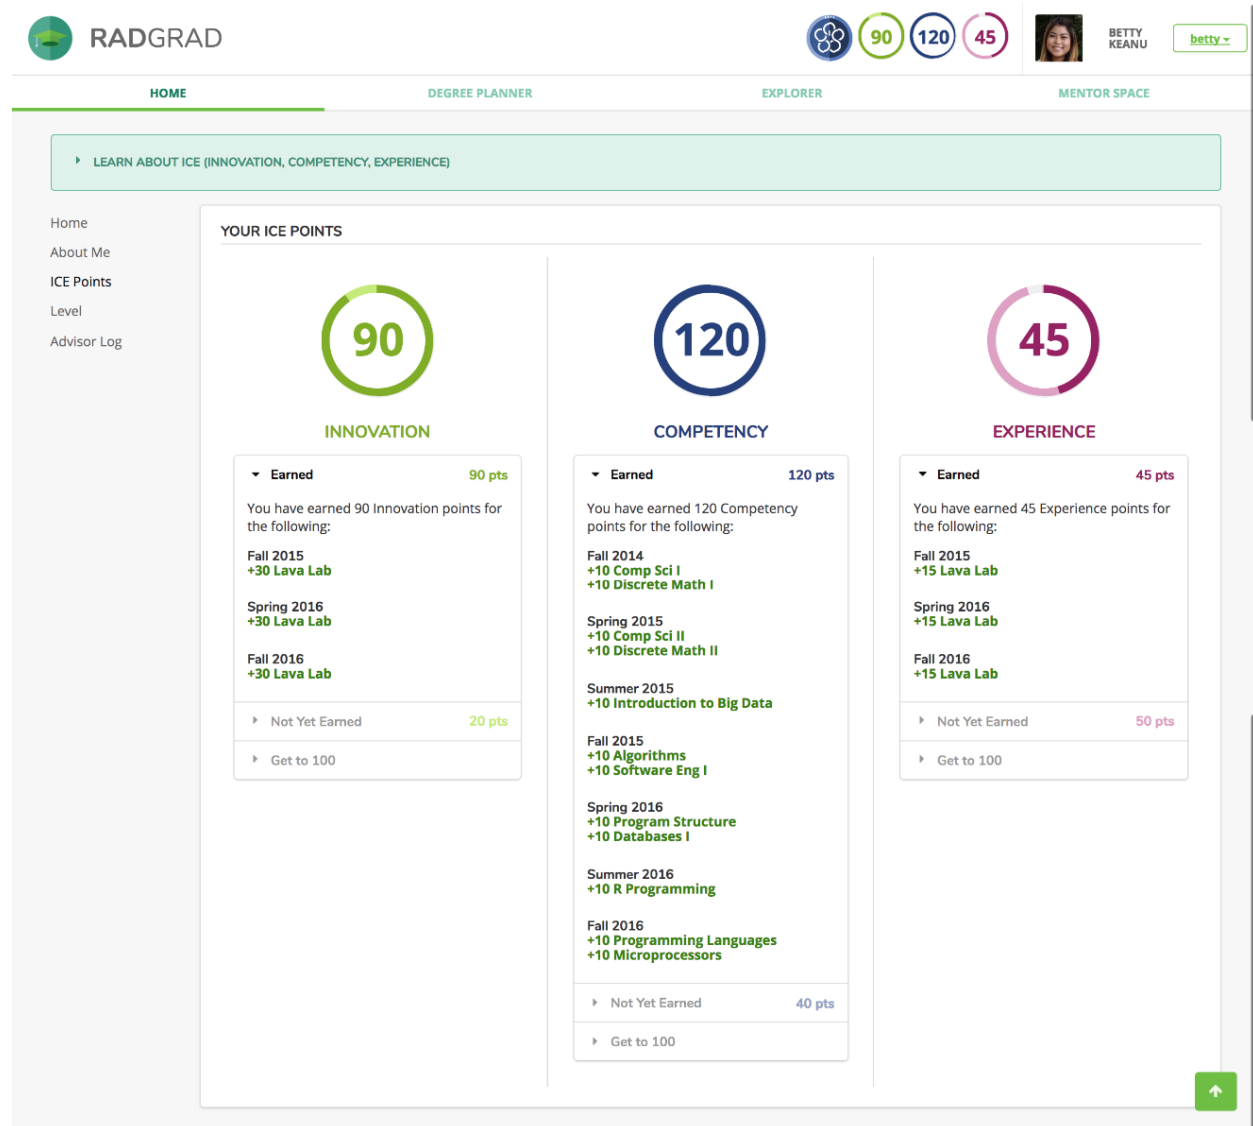 RADGRAD
90
120
45
BETTY
KEANU
betty
HOME
DEGREE PLANNER
EXPLORER
MENTOR SPACE
LEARN ABOUT ICE (INNOVATION, COMPETENCY, EXPERIENCE)
Home
About Me
ICE Points
Level
Advisor Log
YOUR ICE POINTS
90
INNOVATION
Earned 90 pts
You have earned 90 Innovation points for
the following:
Fall 2015
+30 Lava Lab
Spring 2016
+30 Lava Lab
Fall 2016
+30 Lava Lab
Not Yet Earned 20 pts
Get to 100
120
COMPETENCY
Earned 120 pts
You have earned 120 Competency
points for the following:
Fall 2014
+10 Comp Sci I
+10 Discrete Math I
Spring 2015
+10 Comp Sci II
+10 Discrete Math II
Summer 2015
+10 Introduction to Big Data
Fall 2015
+10 Algorithms
+10 Software Eng I
Spring 2016
+10 Program Structure
+10 Databases I
Summer 2016
+10 R Programming
Fall 2016
+10 Programming Languages
+10 Microprocessors
Not Yet Earned 40 pts
Get to 100
45
EXPERIENCE
Earned 45 pts
You have earned 45 Experience points for
the following:
Fall 2015
+15 Lava Lab
Spring 2016
+15 Lava Lab
Fall 2016
+15 Lava Lab
Not Yet Earned 50 pts
Get to 100